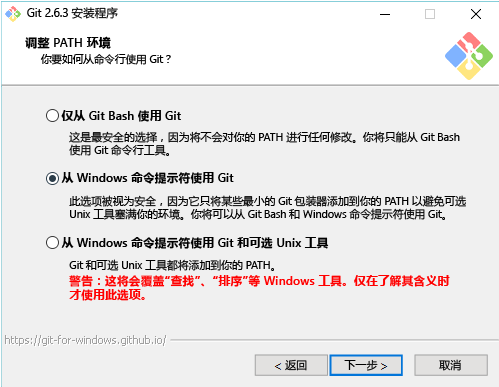 Git 2.6.3 安装程序
调整 PATH 环境
你要如何从命令行使用 Git？
仅从 Git Bash 使用 Git
这是最安全的选择，因为将不会对你的 PATH 进行任何修改。你将只能从 Git Bash
使用 Git 命令行工具。
从 Windows 命令提示符使用 Git
此选项被视为安全，因为它只将某些最小的 Git 包装器添加到你的 PATH 以避免可选
Unix 工具塞满你的环境。你将可以从 Git Bash 和 Windows 命令提示符使用 Git。
从 Windows 命令提示符使用 Git 和可选 Unix 工具
Git 和可选 Unix 工具都将添加到你的 PATH。
警告：这将会覆盖“查找”、“排序”等 Windows 工具。仅在了解其含义时
才使用此选项。
https://git-for-windows.github.io/
< 返回
下一步 >
取消